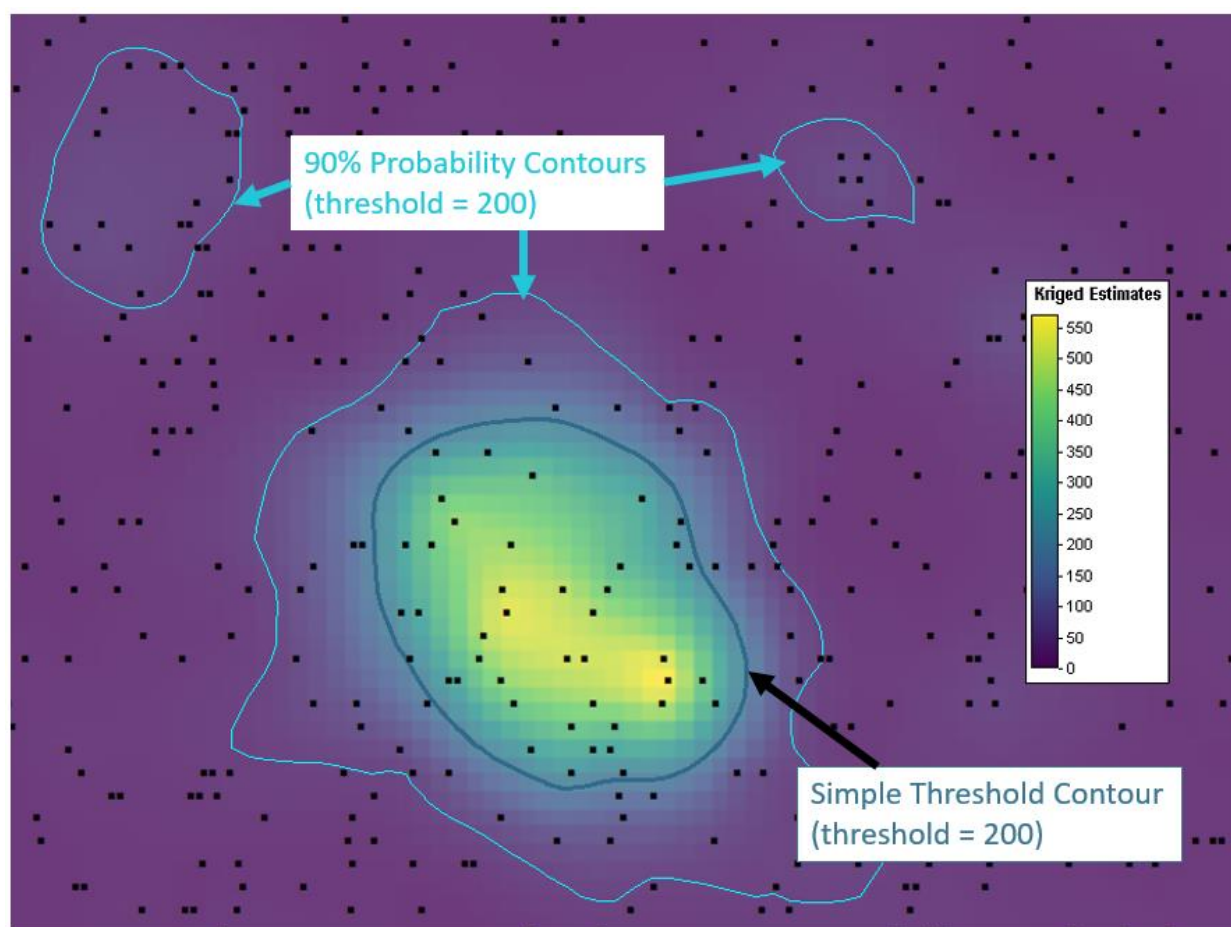 90% Probability Contours
(threshold = 200)
Kriged Estimates
550
500
450
400
350
300
250
200
150
100
50
0
Simple Threshold Contour
(threshold = 200)